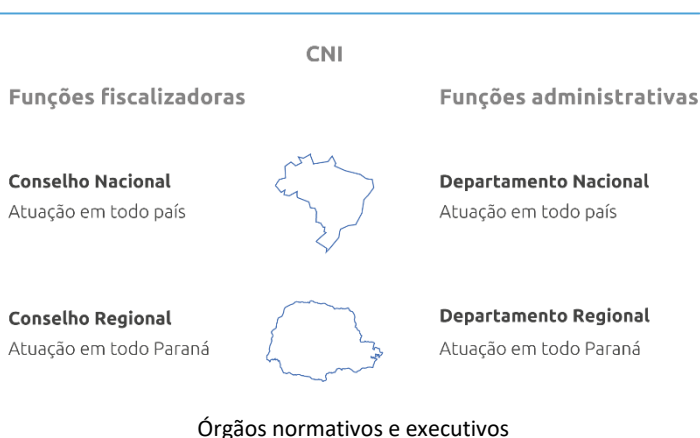 CNI
Funções fiscalizadoras
Funções administrativas
Conselho Nacional
Atuação em todo país
Departamento Nacional
Atuação em todo país
Conselho Regional
Atuação em todo Paraná
Departamento Regional
Atuação em todo Paraná
Órgãos normativos e executivos